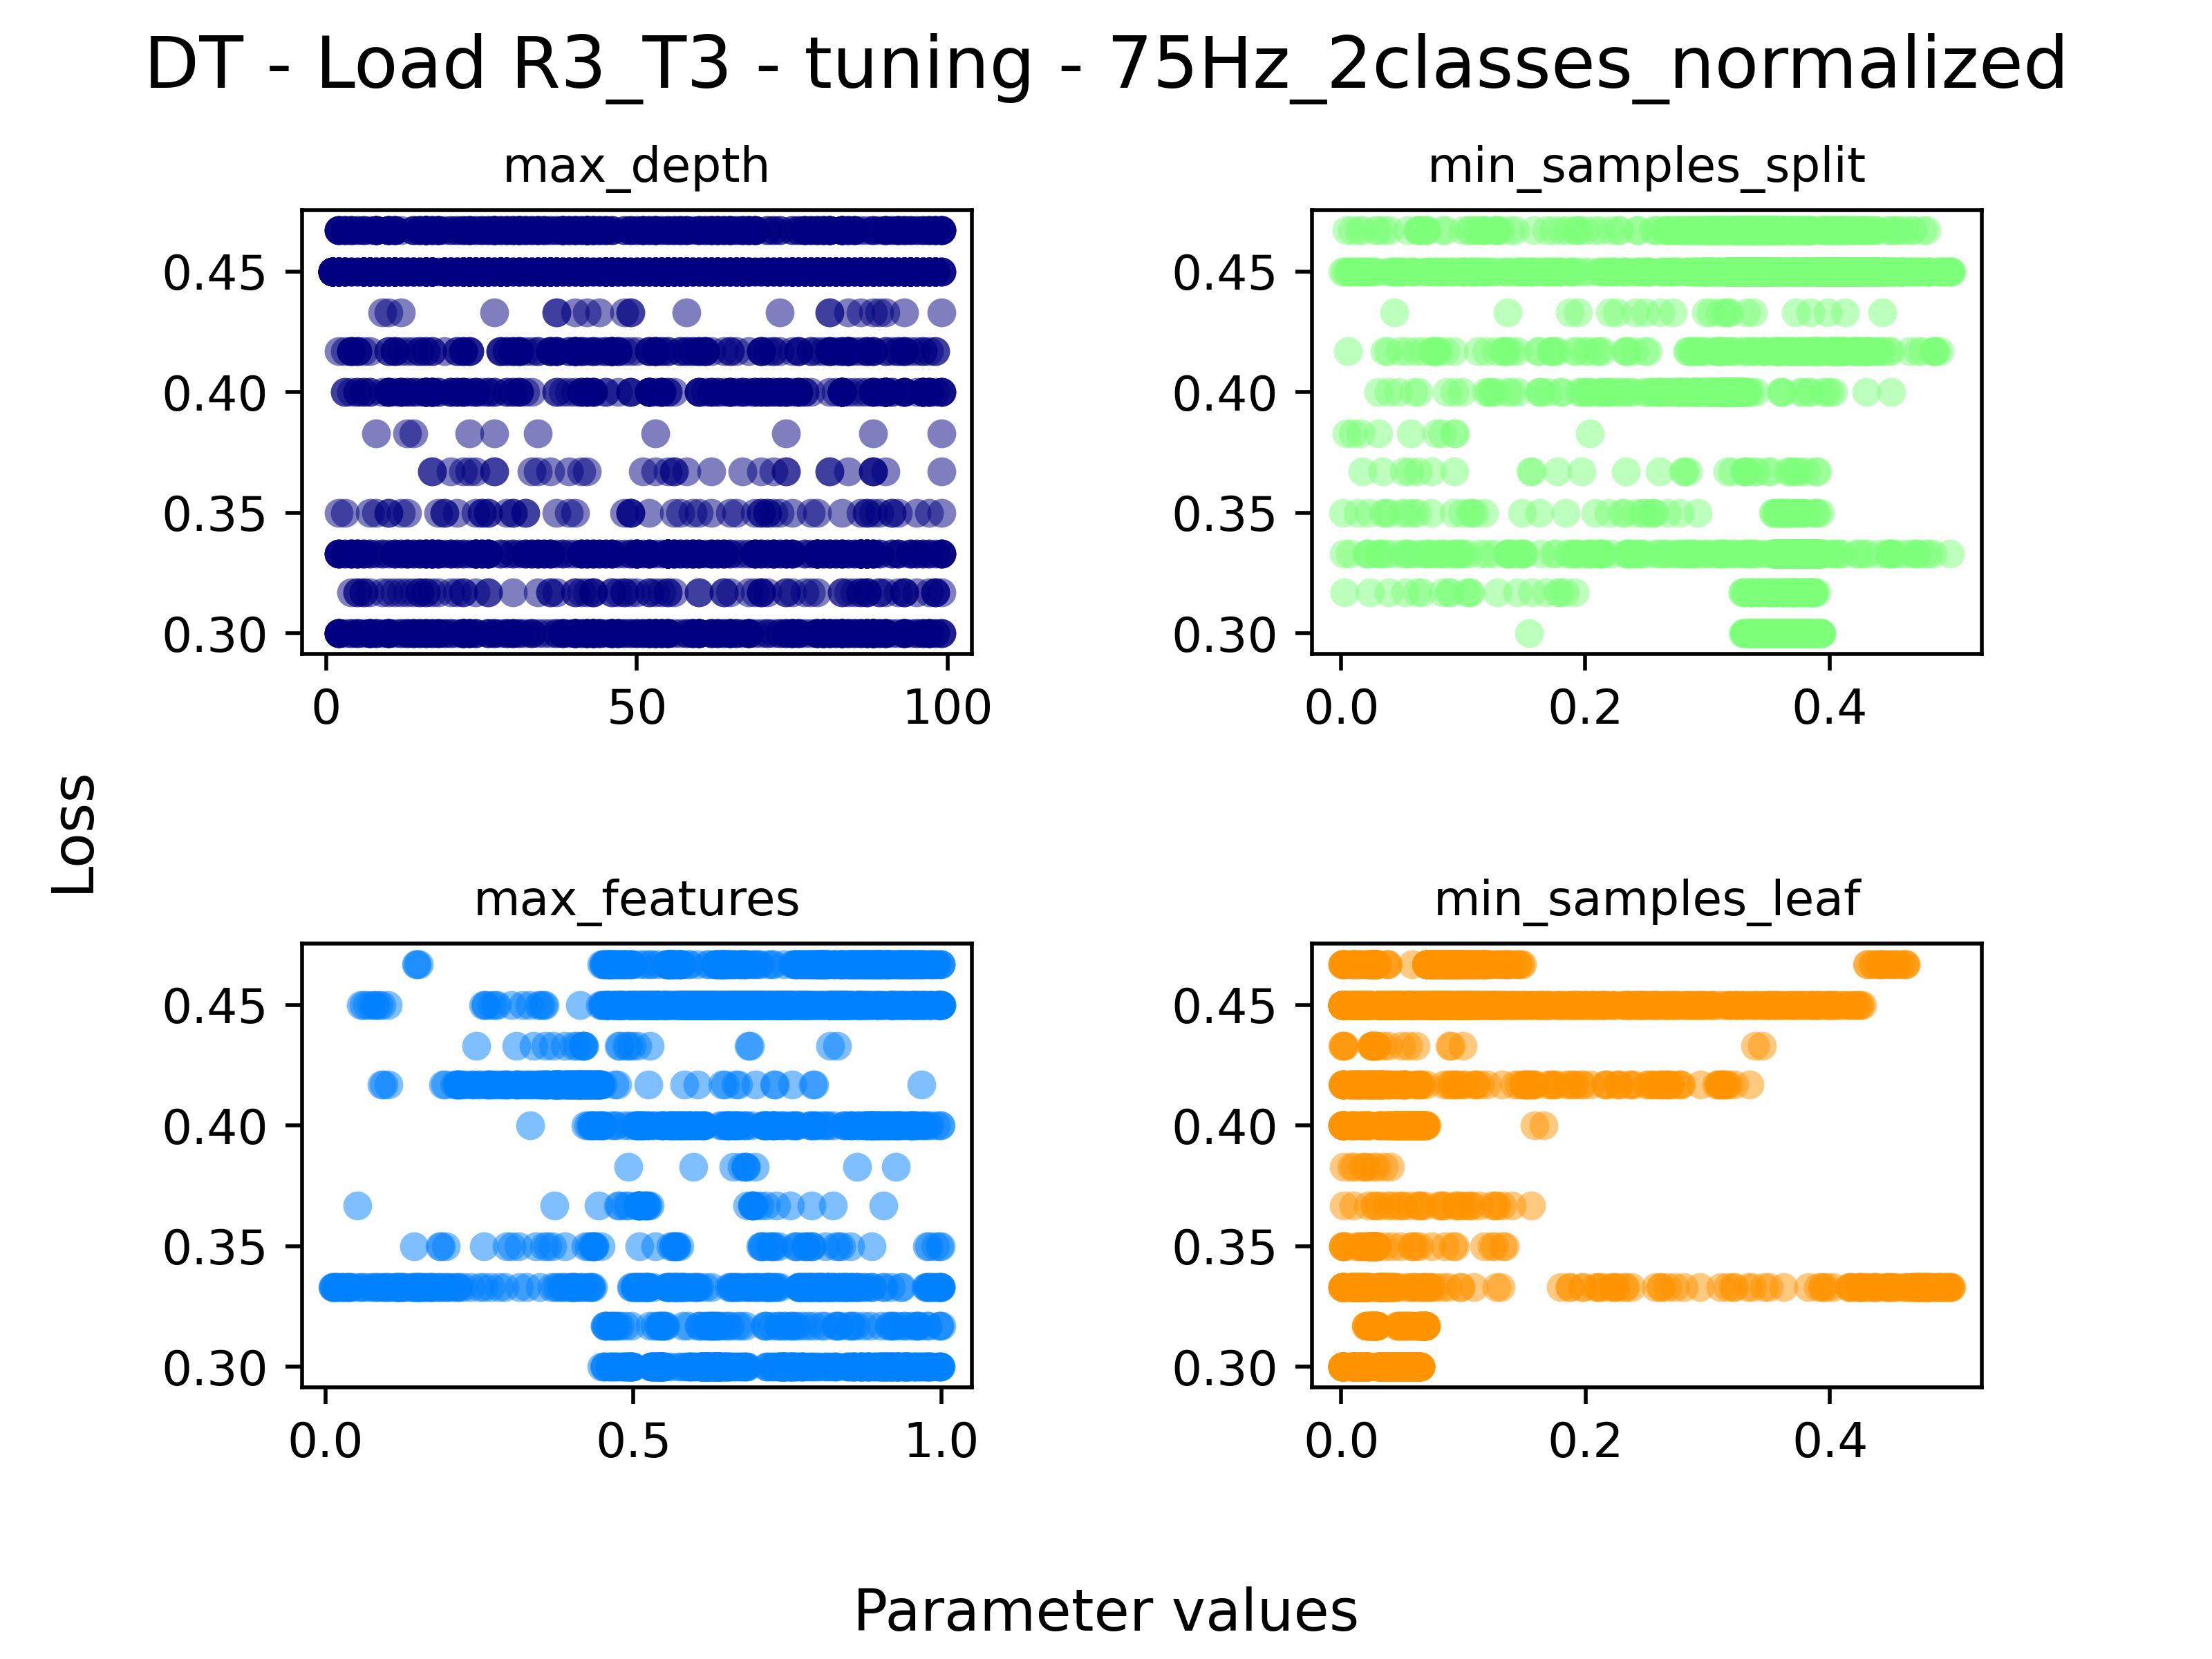 DT - Load R3_T3 - tuning - 75Hz_2classes_normalized
max_depth
min_samples_split
0.45
0.40
0.35
0.30
0 50 100
0.45
0.40
0.35
0.30
0.0 0.2 0.4
Loss
max_features
min_samples_leaf
0.45
0.40
0.35
0.30
0.0 0.5 1.0
0.45
0.40
0.35
0.30
0.0 0.2 0.4
Parameter values